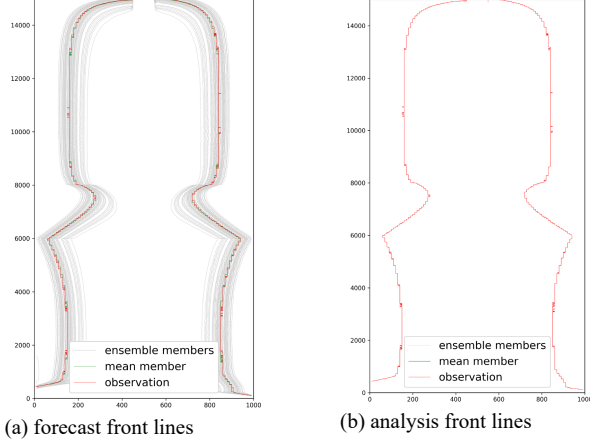 14000
12000
10000
8000
6000
4000
2000
0
ensemble members
mean member
observation
0 200 400 600 800 1000
(a) forecast front lines
14000
12000
10000
8000
6000
4000
2000
0
ensemble members
mean member
observation
0 200 400 600 800 1000
(b) analysis front lines